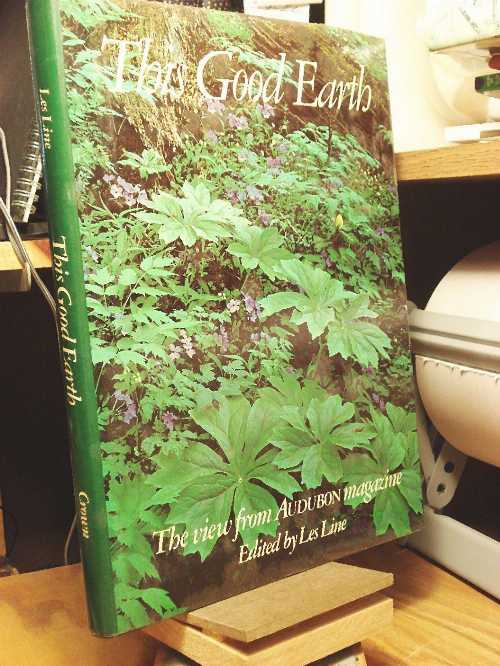 This Good Earth
The view from AUDUBON magazine
Edited by Les Line
Les Line
This Good Earth
Crown